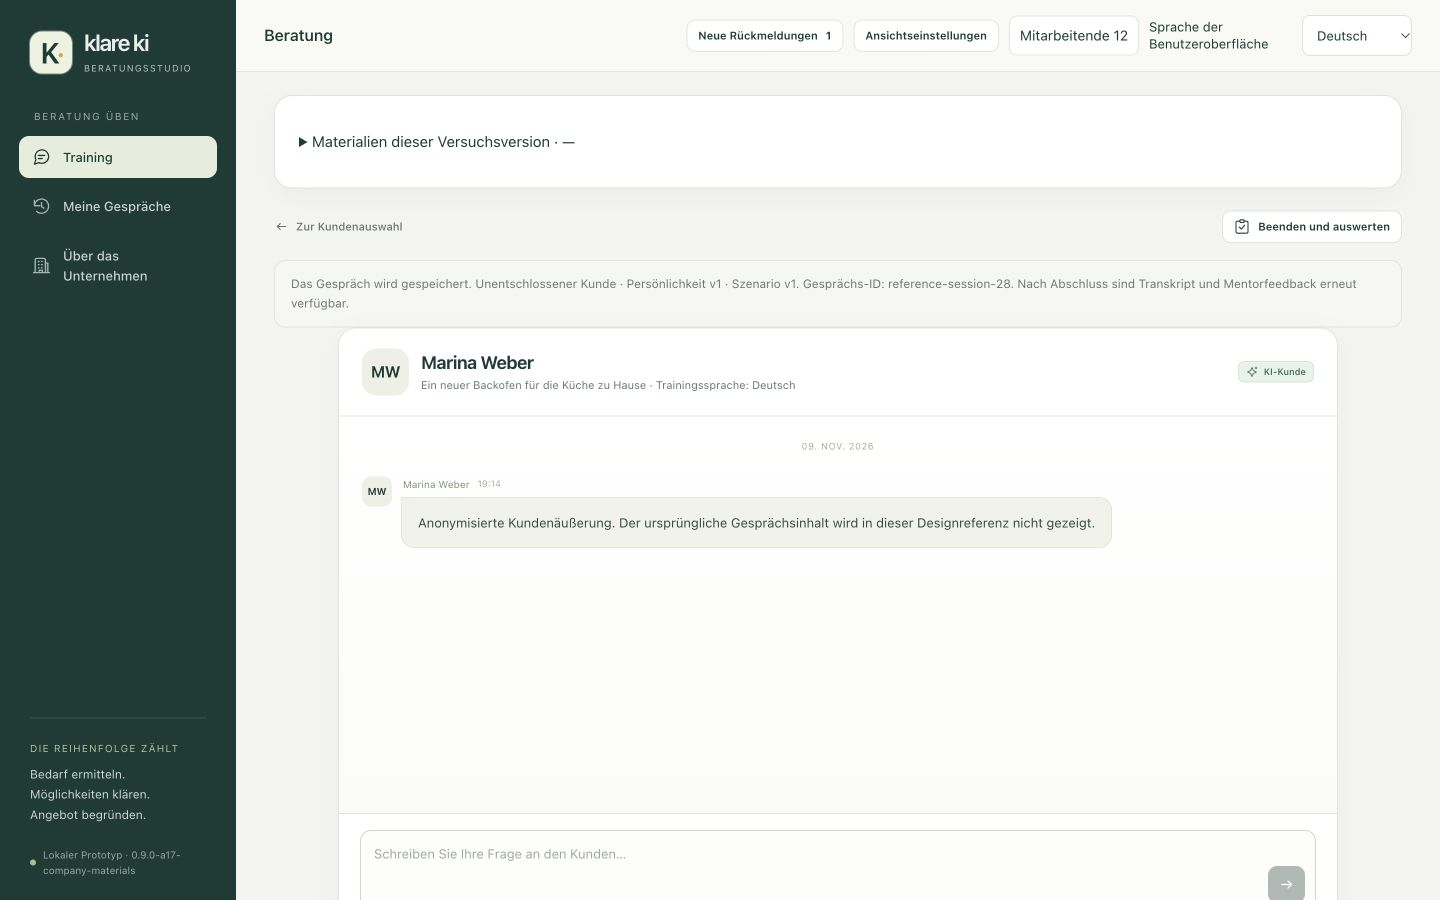 K
klare ki
BERATUNGSSTUDIO
BERATUNG ÜBEN
Training
Meine Gespräche
Über das
Unternehmen
DIE REIHENFOLGE ZÄHLT
Bedarf ermitteln.
Möglichkeiten klären.
Angebot begründen.
Lokaler Prototyp · 0.9.0-a17-
company-materials
Beratung
Neue Rückmeldungen 1
Ansichtseinstellungen
Mitarbeitende 12
Sprache der
Benutzeroberfläche
Deutsch
Materialien dieser Versuchsversion · —
Zur Kundenauswahl
Beenden und auswerten
Das Gespräch wird gespeichert. Unentschlossener Kunde · Persönlichkeit v1 · Szenario v1. Gesprächs-ID: reference-session-28. Nach Abschluss sind Transkript und Mentorfeedback erneut
verfügbar.
MW
Marina Weber
Ein neuer Backofen für die Küche zu Hause · Trainingssprache: Deutsch
KI-Kunde
09. NOV. 2026
MW
Marina Weber 19:14
Anonymisierte Kundenäußerung. Der ursprüngliche Gesprächsinhalt wird in dieser Designreferenz nicht gezeigt.
Schreiben Sie Ihre Frage an den Kunden...